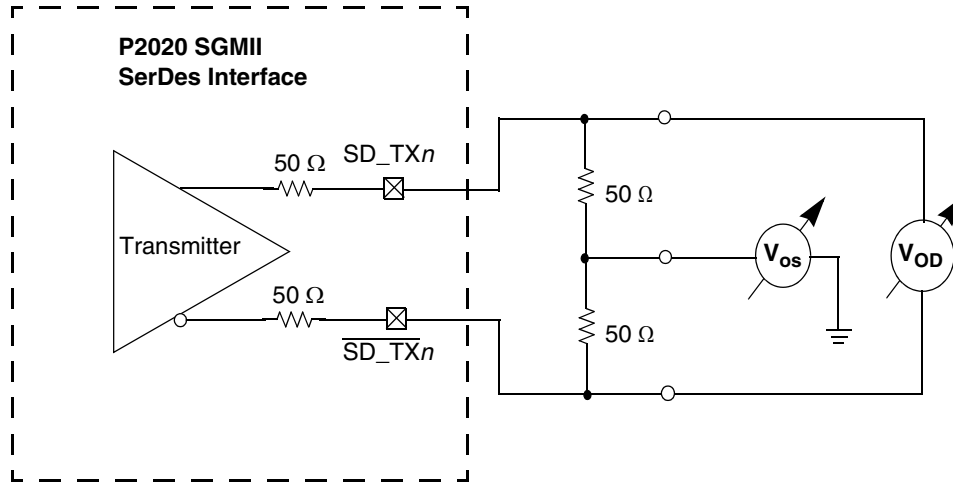 P2020 SGMII
SerDes Interface
50 Ω
SD_TXn
Transmitter
50 Ω
SD_TXn
50 Ω
50 Ω
Vos
VOD